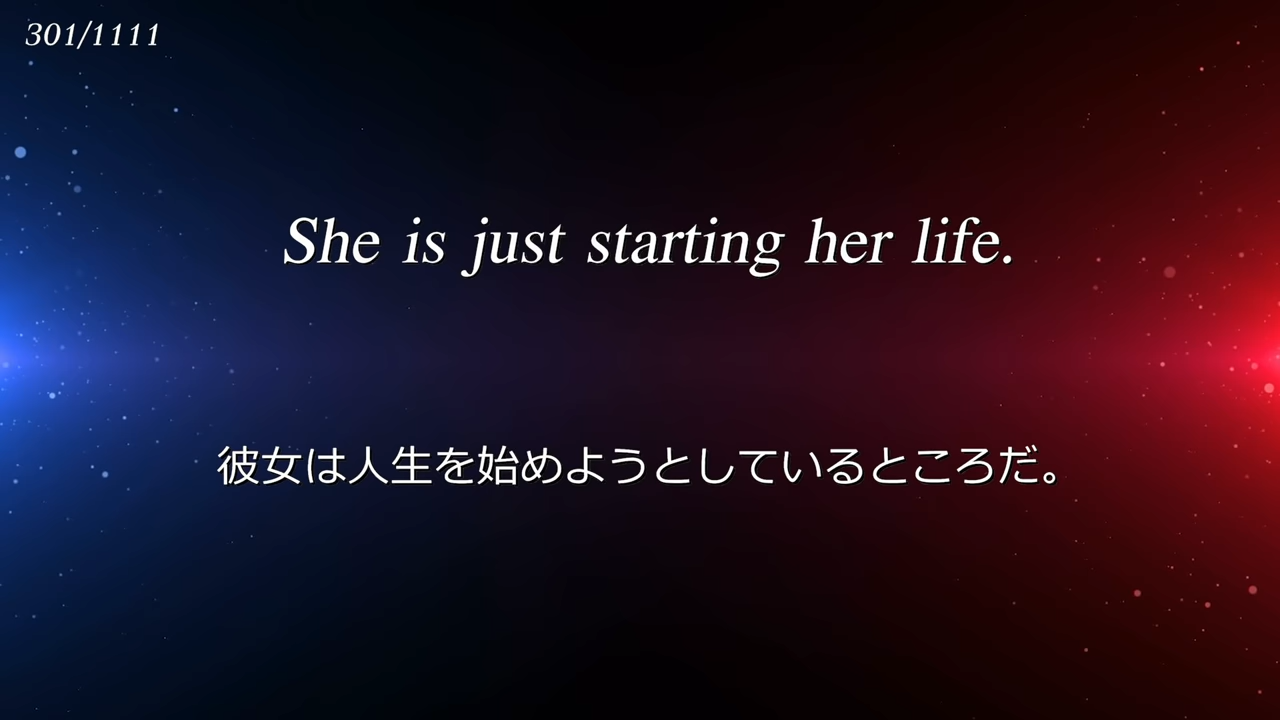 301/1111
She is just starting her life.
彼女は人生を始めようとしているところだ。